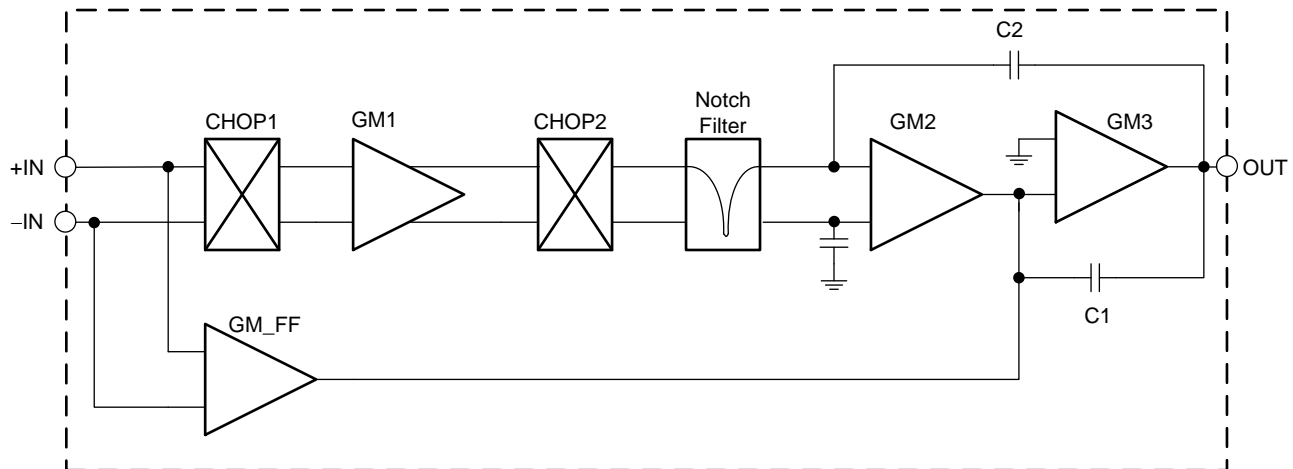 C2
Notch
Filter
CHOP1
GM1
CHOP2
GM2
GM3
+IN
−IN
OUT
C1
GM_FF